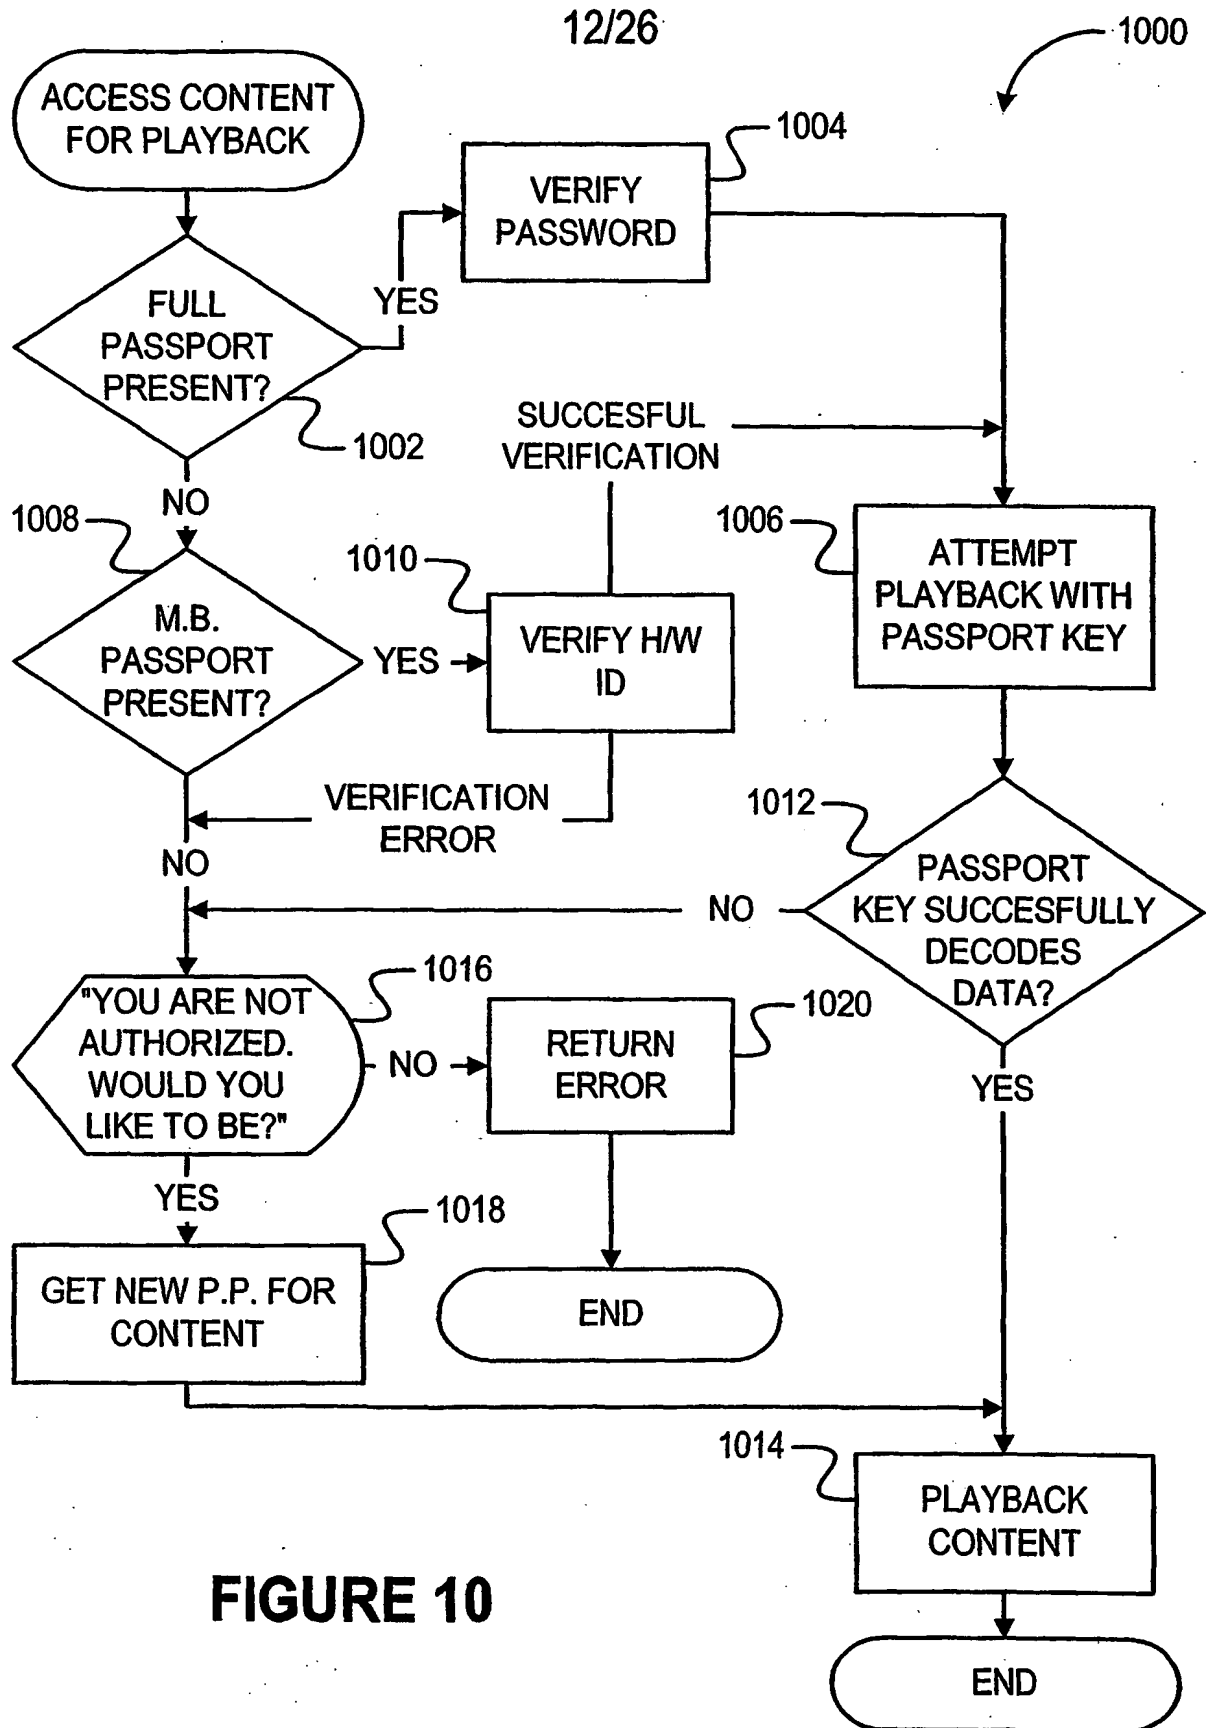 12/26
1000
ACCESS CONTENT
FOR PLAYBACK
1004
VERIFY
PASSWORD
YES
FULL
PASSPORT
PRESENT?
1002
SUCCESFUL
VERIFICATION
NO
1008
1010
1006
ATTEMPT
PLAYBACK WITH
PASSPORT KEY
M.B.
PASSPORT
PRESENT?
YES
VERIFY H/W
ID
VERIFICATION
ERROR
NO
1012
PASSPORT
KEY SUCCESFULLY
DECODES
DATA?
NO
1016
"YOU ARE NOT
AUTHORIZED.
WOULD YOU
LIKE TO BE?"
NO
RETURN
ERROR
1020
YES
YES
1018
GET NEW P.P. FOR
CONTENT
END
1014
PLAYBACK
CONTENT
FIGURE 10
END